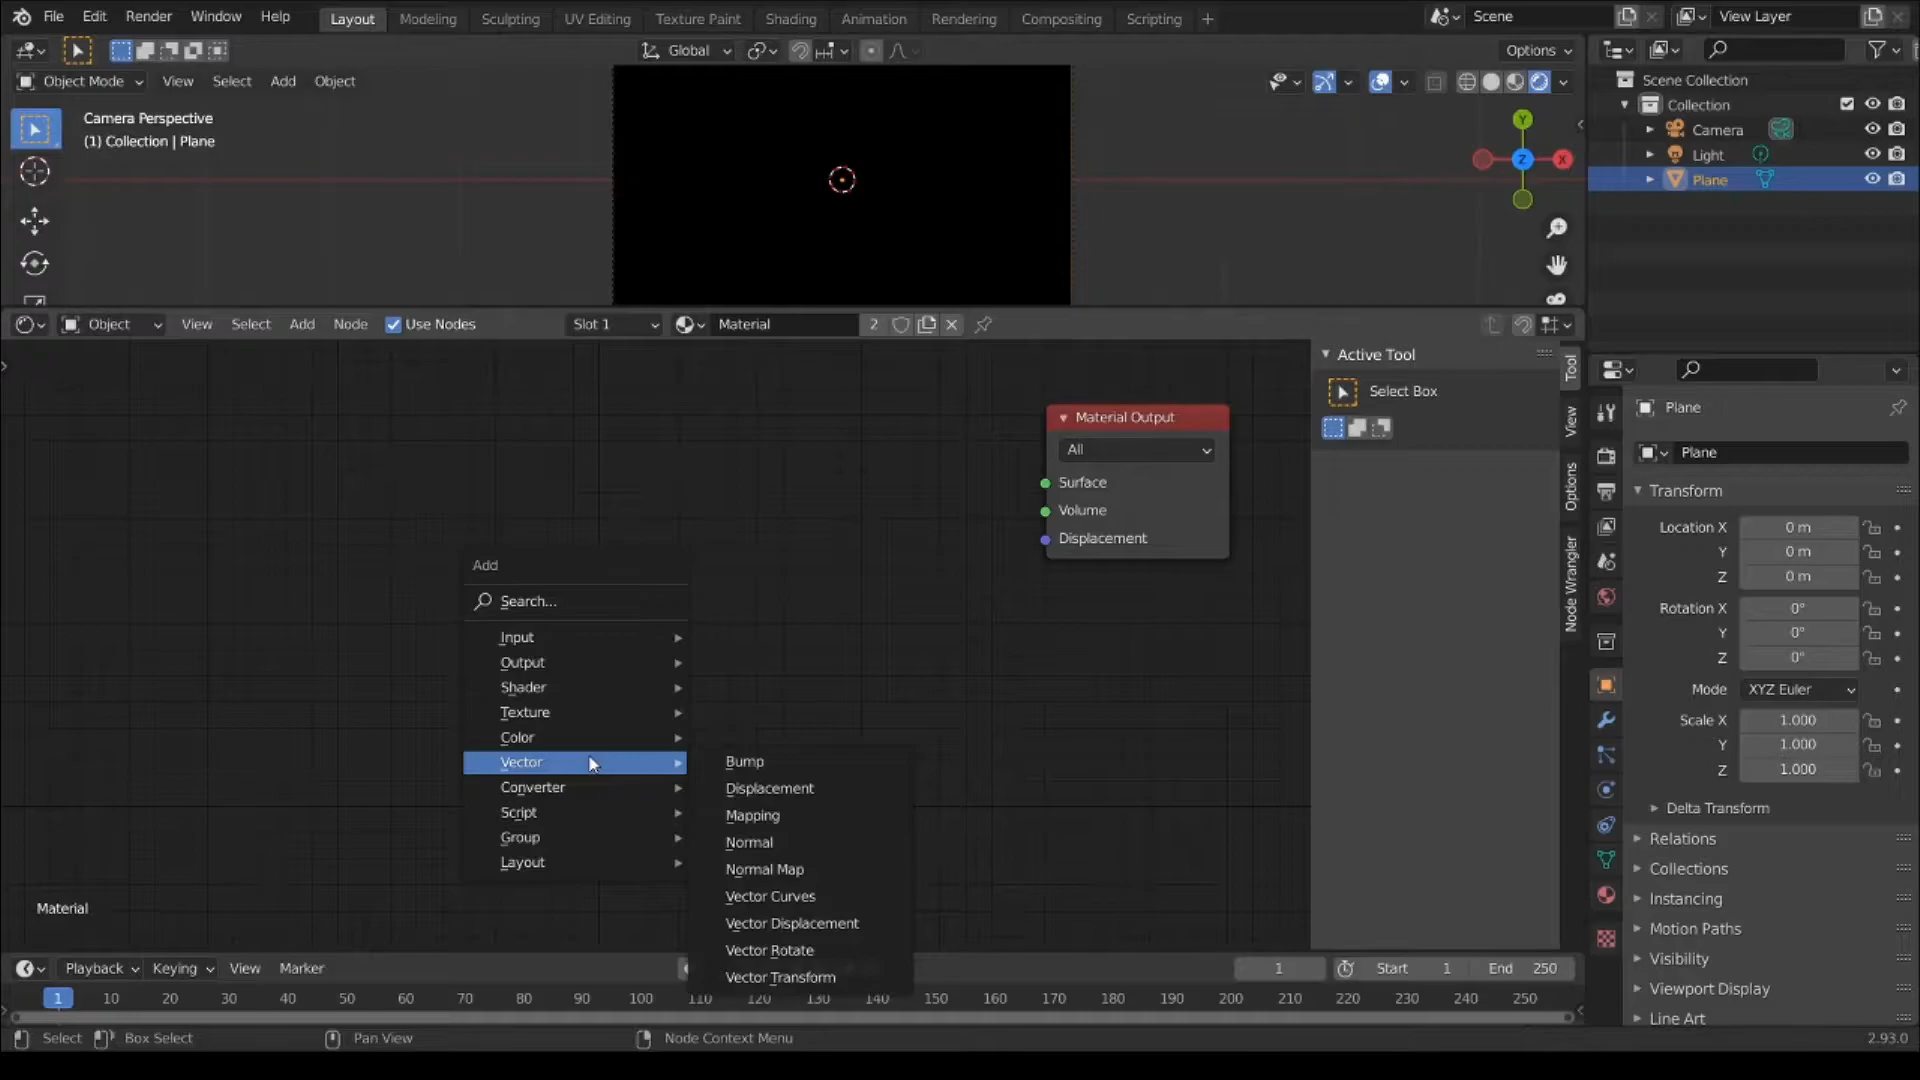 File Edit Render Window Help Layout Modeling Sculpting UV Editing Texture Paint Shading Animation Rendering Compositing Scripting + Scene View Layer
Global Options
Object Mode View Select Add Object
Camera Perspective
(1) Collection | Plane
Y
Z X
Scene Collection
Collection
Camera
Light
Plane
Object View Select Add Node Use Nodes Slot 1 Material 2
Material Output
All
Surface
Volume
Displacement
Add
Search...
Input
Output
Shader
Texture
Color
Vector
Converter
Script
Group
Layout
Bump
Displacement
Mapping
Normal
Normal Map
Vector Curves
Vector Displacement
Vector Rotate
Vector Transform
Material
Active Tool
Select Box
Tool
View
Options
Node Wrangler
Plane
Plane
Transform
Location X 0 m
Y 0 m
Z 0 m
Rotation X 0°
Y 0°
Z 0°
Mode XYZ Euler
Scale X 1.000
Y 1.000
Z 1.000
Delta Transform
Relations
Collections
Instancing
Motion Paths
Visibility
Viewport Display
Line Art
Playback Keying View Marker 1 Start 1 End 250
1 10 20 30 40 50 60 70 80 90 100 110 120 130 140 150 160 170 180 190 200 210 220 230 240 250
Select Box Select Pan View Node Context Menu 2.93.0